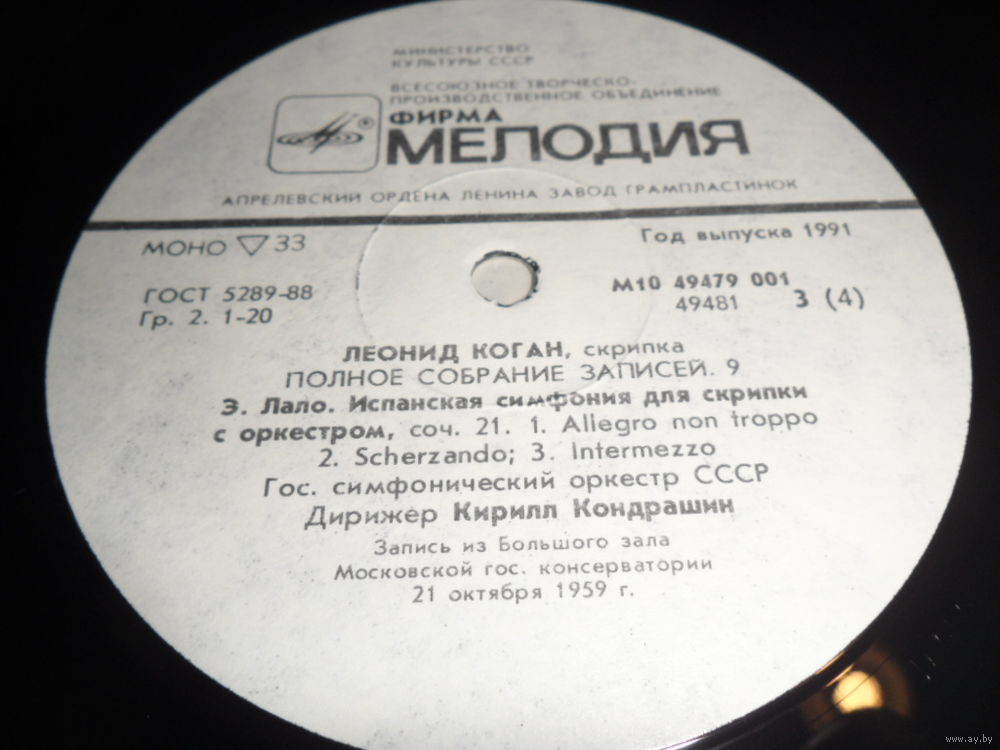 МИНИСТЕРСТВО
КУЛЬТУРЫ СССР
ВСЕСОЮЗНОЕ ТВОРЧЕСКО-
ПРОИЗВОДСТВЕННОЕ ОБЪЕДИНЕНИЕ
ФИРМА
® МЕЛОДИЯ
АПРЕЛЕВСКИЙ ОРДЕНА ЛЕНИНА ЗАВОД ГРАМПЛАСТИНОК
МОНО ▽ 33
Год выпуска 1991
ГОСТ 5289-88
Гр. 2. 1-20
М10 49479 001
49481 3 (4)
ЛЕОНИД КОГАН, скрипка
ПОЛНОЕ СОБРАНИЕ ЗАПИСЕЙ. 9
Э. Лало. Испанская симфония для скрипки
с оркестром, соч. 21. 1. Allegro non troppo
2. Scherzando; 3. Intermezzo
Гос. симфонический оркестр СССР
Дирижер Кирилл Кондрашин
Запись из Большого зала
Московской гос. консерватории
21 октября 1959 г.
www.ay.by